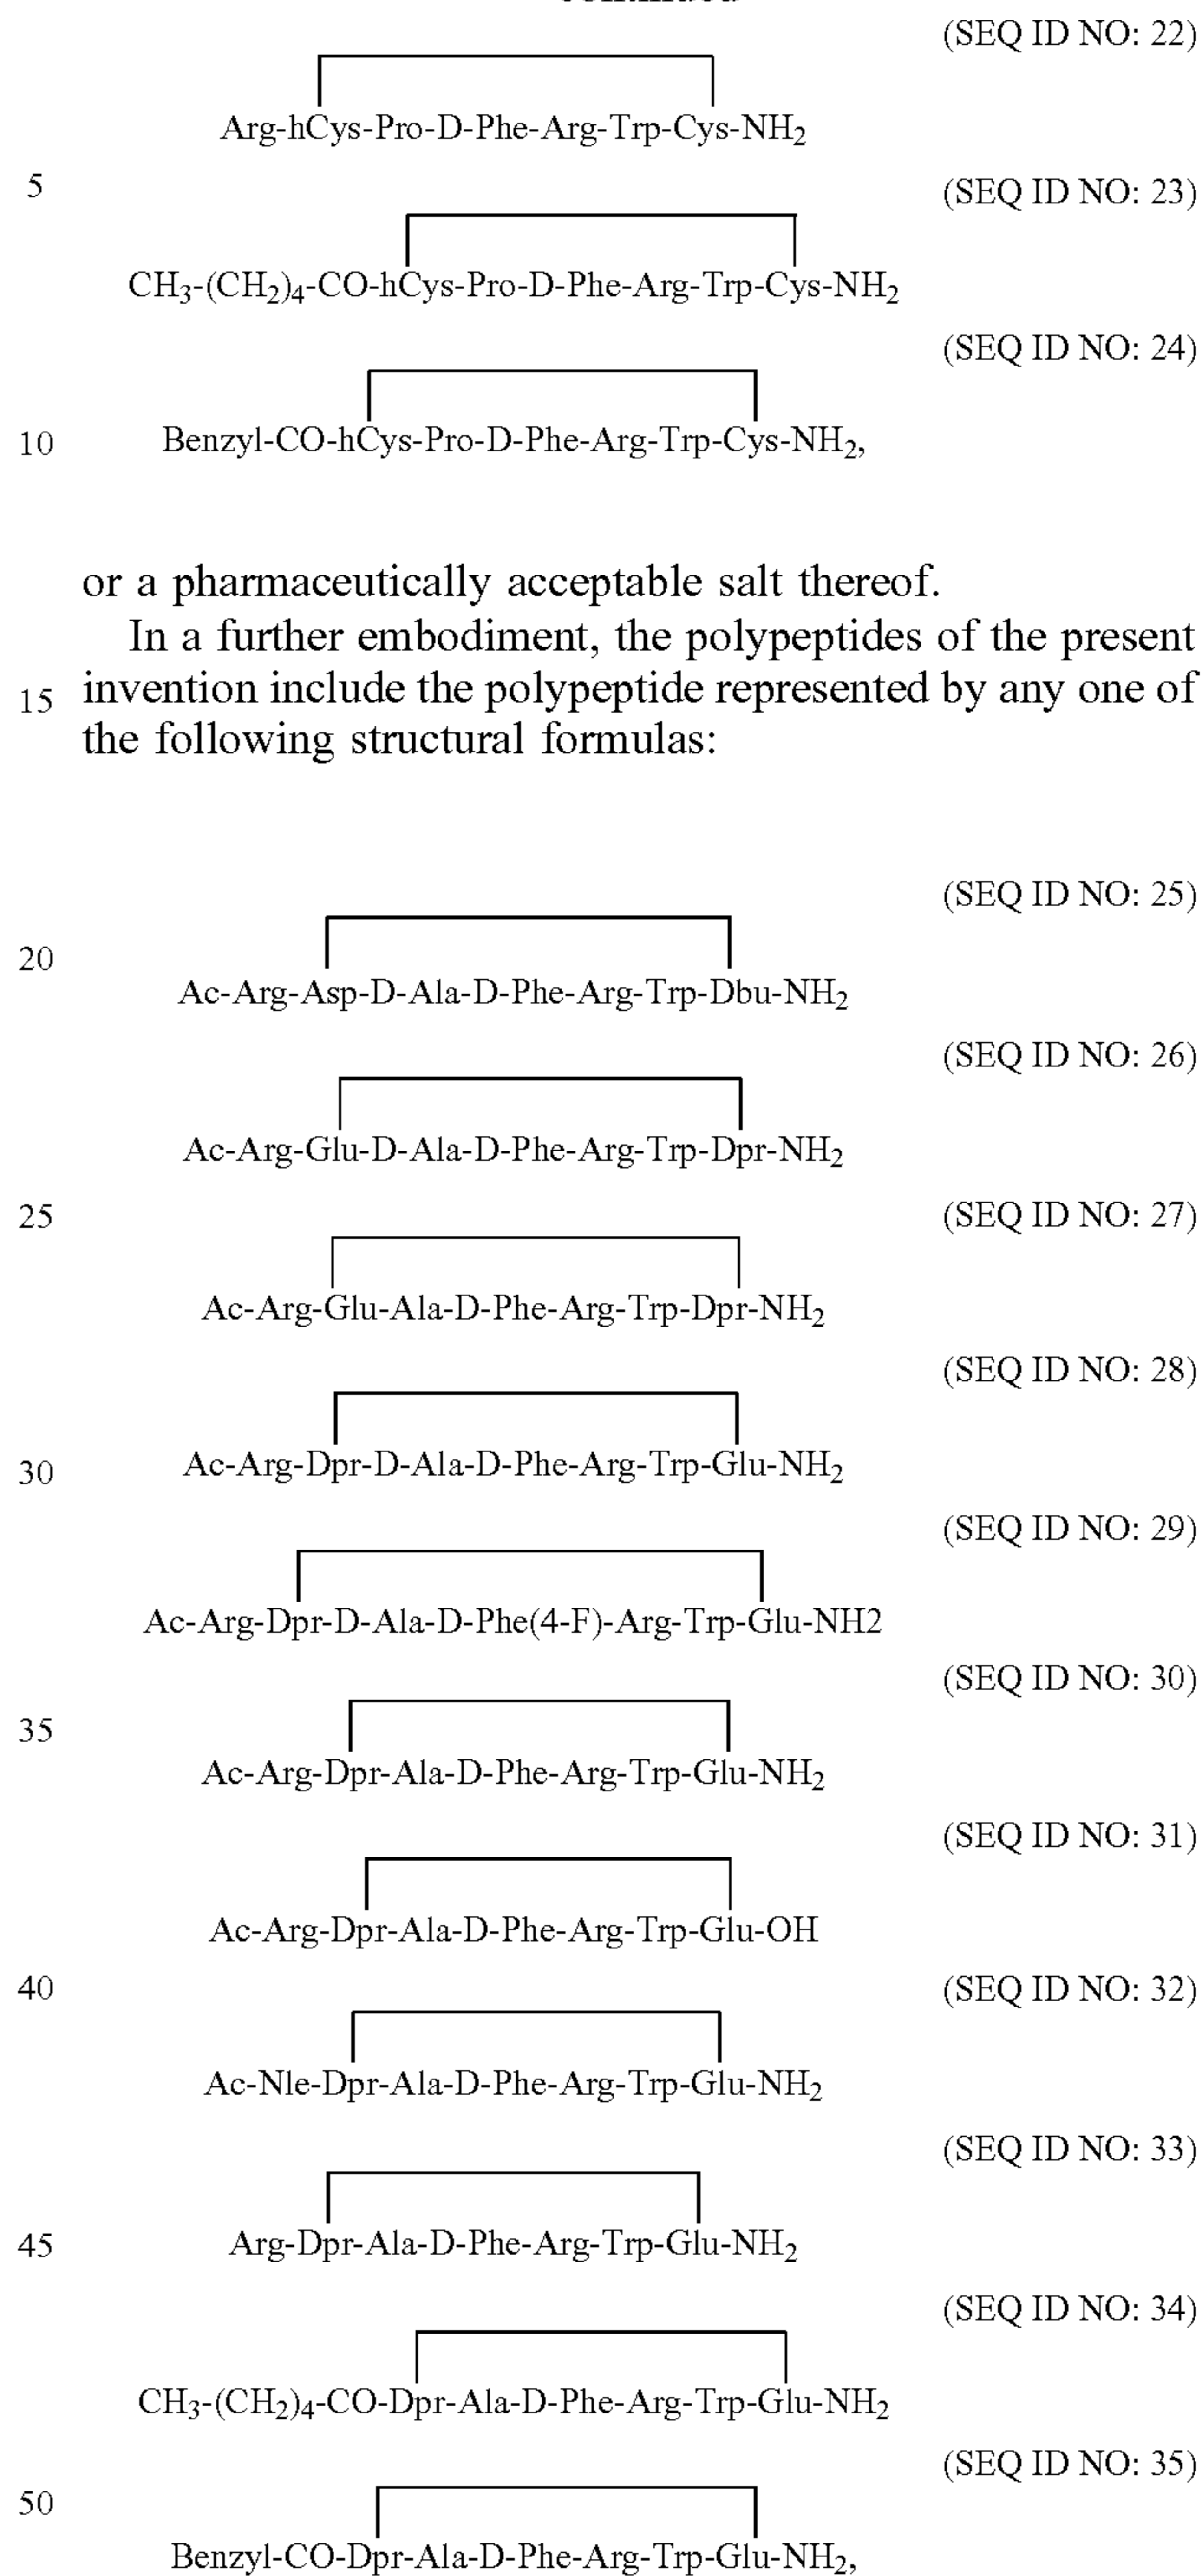 (SEQ ID NO: 22)
Arg-hCys-Pro-D-Phe-Arg-Trp-Cys-NH₂
5 (SEQ ID NO: 23)
CH₃-(CH₂)₄-CO-hCys-Pro-D-Phe-Arg-Trp-Cys-NH₂
(SEQ ID NO: 24)
10 Benzyl-CO-hCys-Pro-D-Phe-Arg-Trp-Cys-NH₂,
or a pharmaceutically acceptable salt thereof.
In a further embodiment, the polypeptides of the present
15 invention include the polypeptide represented by any one of
the following structural formulas:
(SEQ ID NO: 25)
20 Ac-Arg-Asp-D-Ala-D-Phe-Arg-Trp-Dbu-NH₂
(SEQ ID NO: 26)
Ac-Arg-Glu-D-Ala-D-Phe-Arg-Trp-Dpr-NH₂
25 (SEQ ID NO: 27)
Ac-Arg-Glu-Ala-D-Phe-Arg-Trp-Dpr-NH₂
(SEQ ID NO: 28)
30 Ac-Arg-Dpr-D-Ala-D-Phe-Arg-Trp-Glu-NH₂
(SEQ ID NO: 29)
Ac-Arg-Dpr-D-Ala-D-Phe(4-F)-Arg-Trp-Glu-NH2
(SEQ ID NO: 30)
35 Ac-Arg-Dpr-Ala-D-Phe-Arg-Trp-Glu-NH₂
(SEQ ID NO: 31)
Ac-Arg-Dpr-Ala-D-Phe-Arg-Trp-Glu-OH
40 (SEQ ID NO: 32)
Ac-Nle-Dpr-Ala-D-Phe-Arg-Trp-Glu-NH₂
(SEQ ID NO: 33)
45 Arg-Dpr-Ala-D-Phe-Arg-Trp-Glu-NH₂
(SEQ ID NO: 34)
CH₃-(CH₂)₄-CO-Dpr-Ala-D-Phe-Arg-Trp-Glu-NH₂
(SEQ ID NO: 35)
50 Benzyl-CO-Dpr-Ala-D-Phe-Arg-Trp-Glu-NH₂,